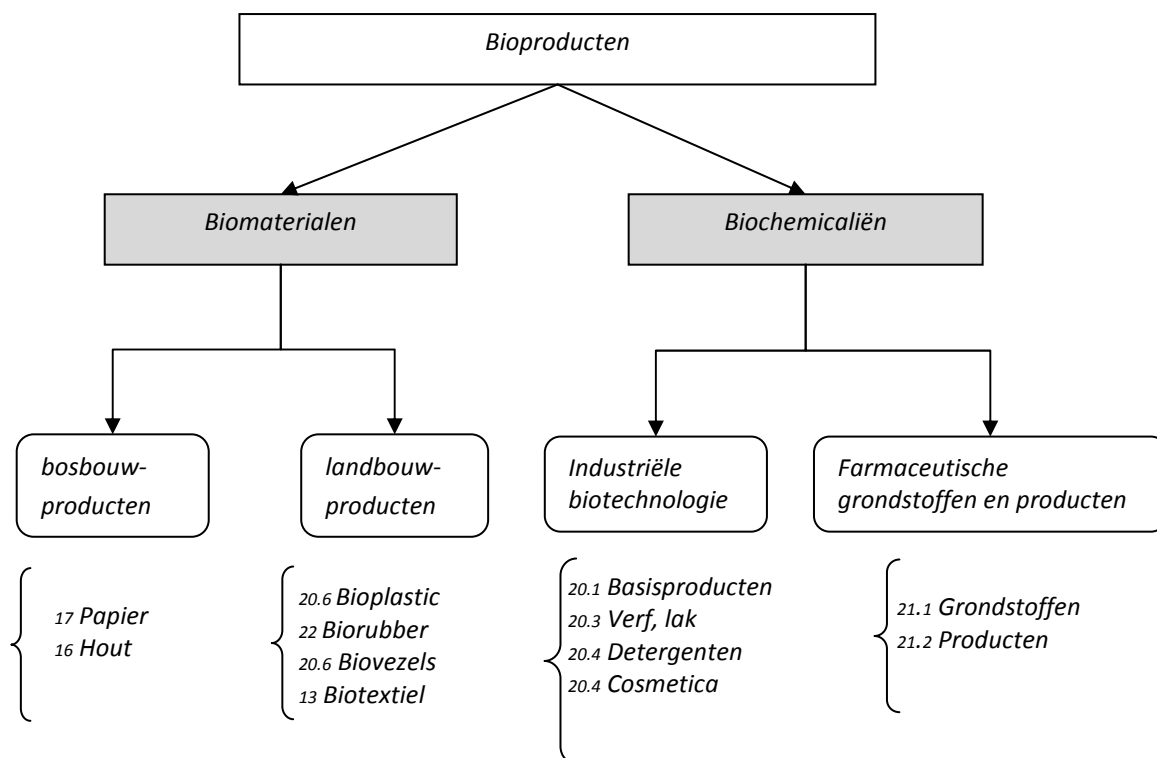 Bioproducten
Biomaterialen
Biochemicaliën
bosbouw-
producten
landbouw-
producten
Industriële
biotechnologie
Farmaceutische
grondstoffen en producten
17 Papier
16 Hout
20.6 Bioplastic
22 Biorubber
20.6 Biovezels
13 Biotextiel
20.1 Basisproducten
20.3 Verf, lak
20.4 Detergenten
20.4 Cosmetica
21.1 Grondstoffen
21.2 Producten